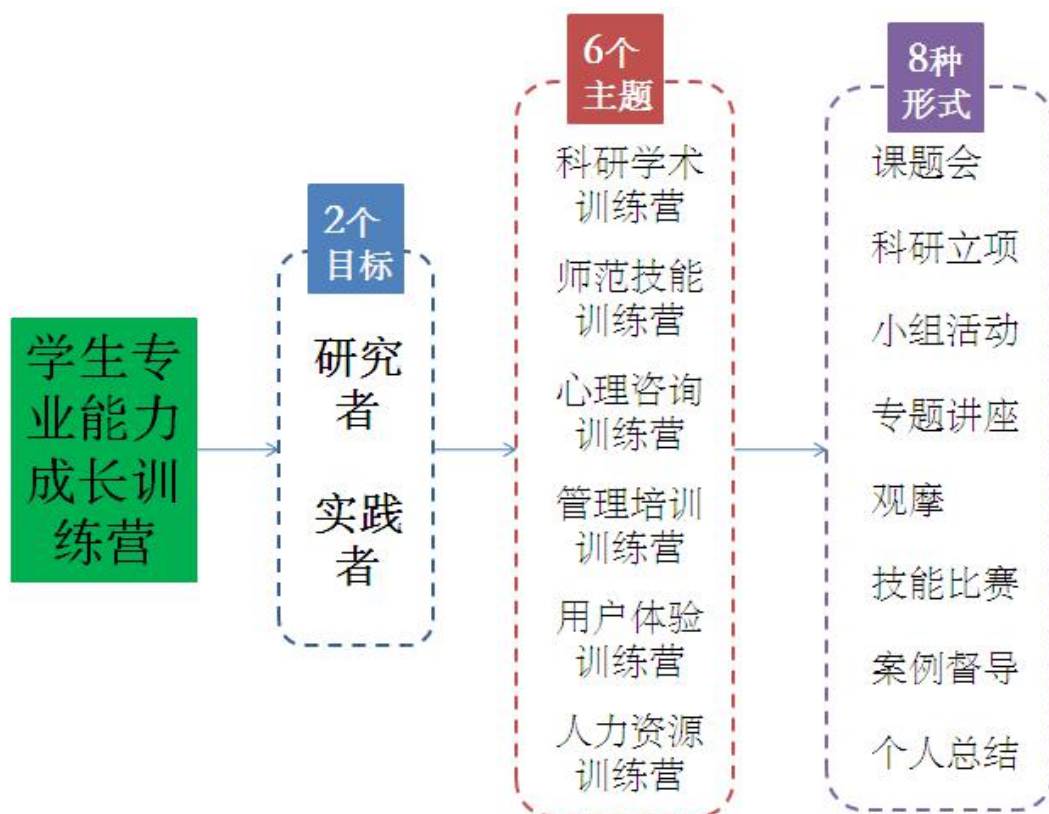 学生专
业能力
成长训
练营
2个
目标
研究
者
实践
者
6个
主题
科研学术
训练营
师范技能
训练营
心理咨询
训练营
管理培训
训练营
用户体验
训练营
人力资源
训练营
8种
形式
课题会
科研立项
小组活动
专题讲座
观摩
技能比赛
案例督导
个人总结